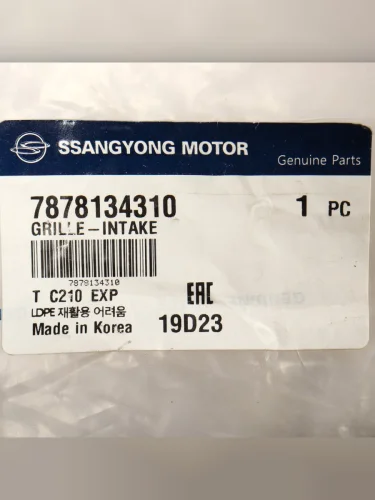 SSANGYONG MOTOR
Genuine Parts
7878134310 1 PC
GRILLE-INTAKE
7878134310
T C210 EXP
EAC
LDPE 재활용 어려움
Made in Korea 19D23